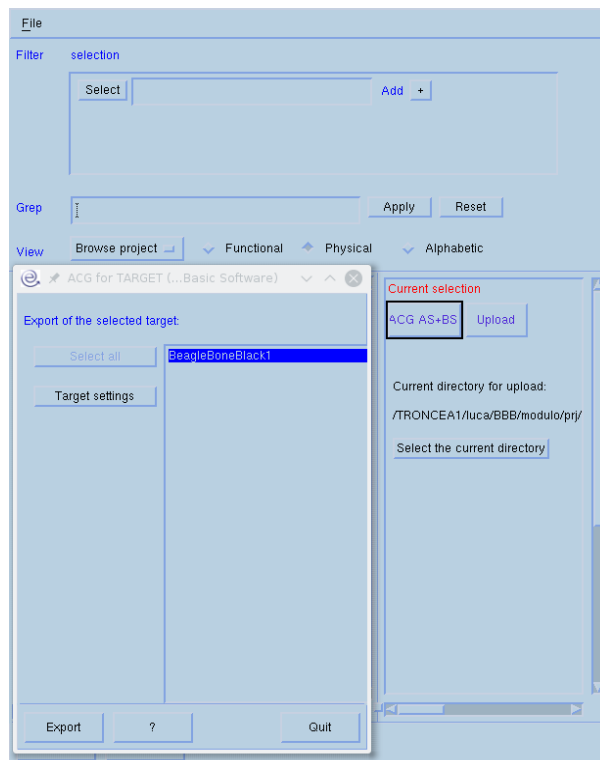 File
Filter selection
Select Add +
Grep Apply Reset
View Browse project Functional Physical Alphabetic
ACG for TARGET (...Basic Software)
Export of the selected target:
Select all BeagleBoneBlack1
Target settings
Export ? Quit
Current selection
ACG AS+BS Upload
Current directory for upload:
/TRONCEA1/luca/BBB/modulo/prj/
Select the current directory